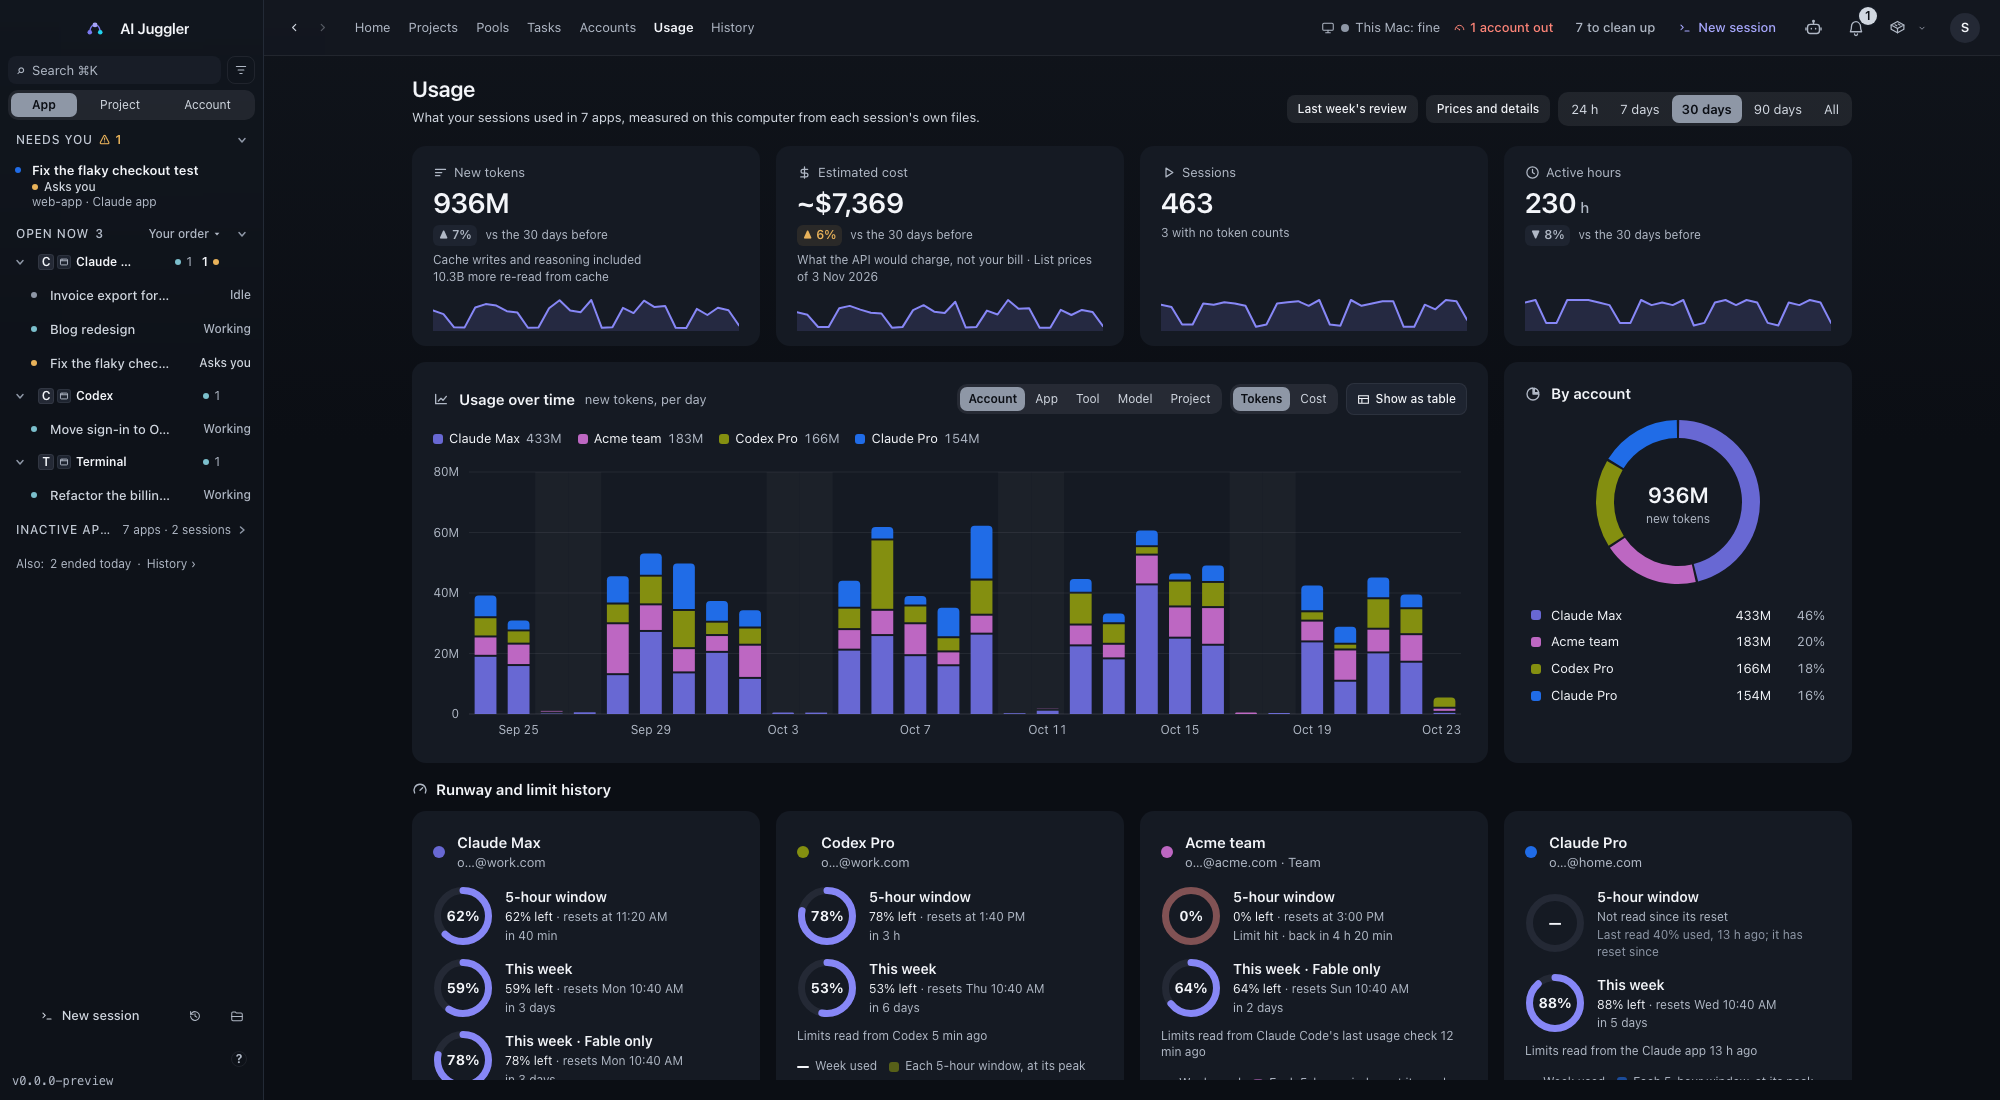 AI Juggler
Search ⌘K
App Project Account
NEEDS YOU 1
Fix the flaky checkout test
Asks you
web-app · Claude app
OPEN NOW 3 Your order
C Claude ... 1 1
Invoice export for... Idle
Blog redesign Working
Fix the flaky chec... Asks you
C Codex 1
Move sign-in to O... Working
T Terminal 1
Refactor the billin... Working
INACTIVE AP... 7 apps · 2 sessions
Also: 2 ended today · History ›
New session
?
v0.0.0-preview
Home Projects Pools Tasks Accounts Usage History
This Mac: fine 1 account out 7 to clean up New session 1 S
Usage
What your sessions used in 7 apps, measured on this computer from each session's own files.
Last week's review Prices and details 24 h 7 days 30 days 90 days All
New tokens
936M
▲ 7% vs the 30 days before
Cache writes and reasoning included
10.3B more re-read from cache
Estimated cost
~$7,369
▲ 6% vs the 30 days before
What the API would charge, not your bill · List prices
of 3 Nov 2026
Sessions
463
3 with no token counts
Active hours
230 h
▼ 8% vs the 30 days before
Usage over time new tokens, per day
Account App Tool Model Project Tokens Cost Show as table
Claude Max 433M Acme team 183M Codex Pro 166M Claude Pro 154M
80M
60M
40M
20M
0
Sep 25 Sep 29 Oct 3 Oct 7 Oct 11 Oct 15 Oct 19 Oct 23
By account
936M
new tokens
Claude Max 433M 46%
Acme team 183M 20%
Codex Pro 166M 18%
Claude Pro 154M 16%
Runway and limit history
Claude Max
o...@work.com
62%
5-hour window
62% left · resets at 11:20 AM
in 40 min
59%
This week
59% left · resets Mon 10:40 AM
in 3 days
78%
This week · Fable only
78% left · resets Mon 10:40 AM
in 3 days
Codex Pro
o...@work.com
78%
5-hour window
78% left · resets at 1:40 PM
in 3 h
53%
This week
53% left · resets Thu 10:40 AM
in 6 days
Limits read from Codex 5 min ago
Week used Each 5-hour window, at its peak
Acme team
o...@acme.com · Team
0%
5-hour window
0% left · resets at 3:00 PM
Limit hit · back in 4 h 20 min
64%
This week · Fable only
64% left · resets Sun 10:40 AM
in 2 days
Limits read from Claude Code's last usage check 12
min ago
Claude Pro
o...@home.com
–
5-hour window
Not read since its reset
Last read 40% used, 13 h ago; it has
reset since
88%
This week
88% left · resets Wed 10:40 AM
in 5 days
Limits read from the Claude app 13 h ago